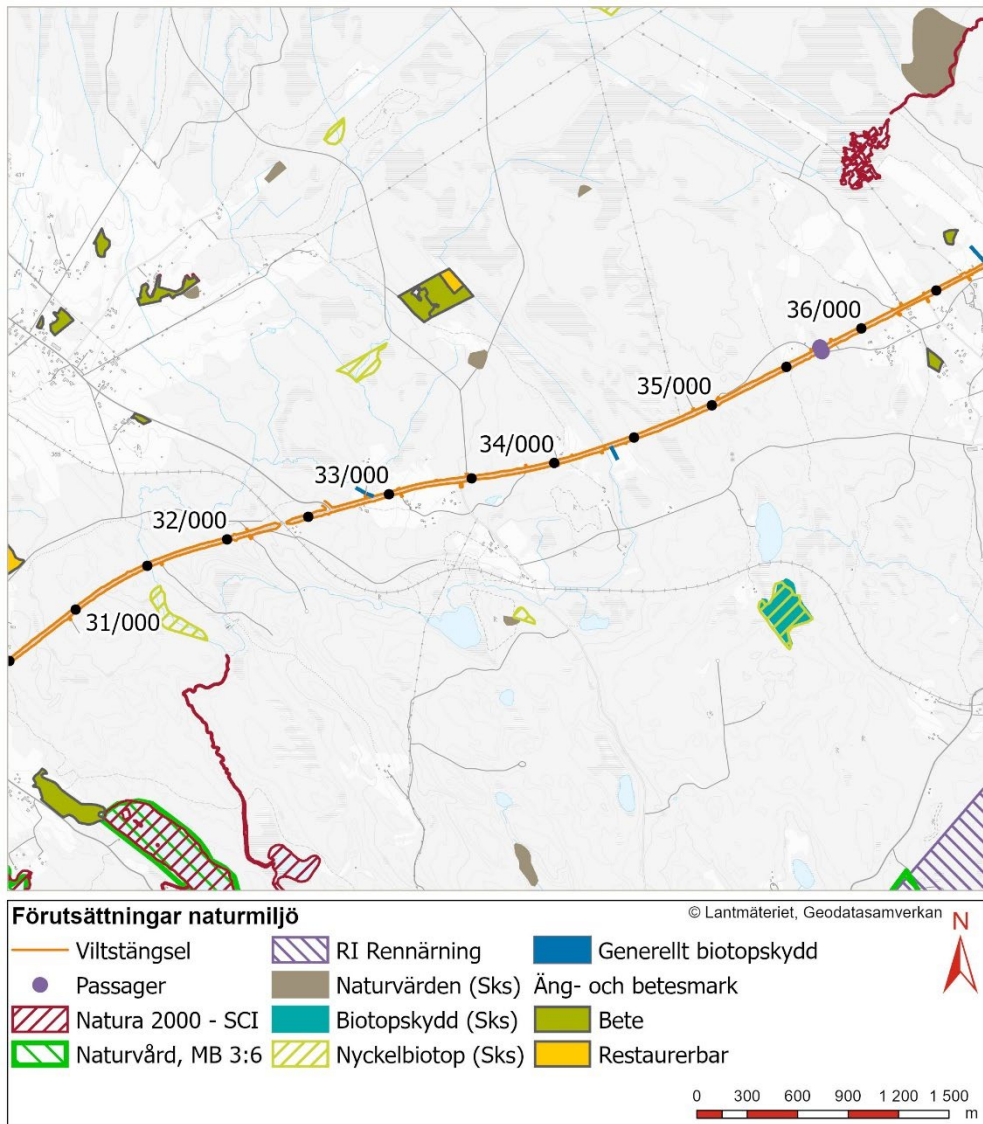 36/000
35/000
34/000
33/000
32/000
31/000
Förutsättningar naturmiljö
© Lantmäteriet, Geodatasamverkan
N
Viltstängsel
RI Rennärning
Generellt biotopskydd
Passager
Naturvärden (Sks)
Äng- och betesmark
Natura 2000 - SCI
Biotopskydd (Sks)
Bete
Naturvård, MB 3:6
Nyckelbiotop (Sks)
Restaurerbar
0 300 600 900 1 200 1 500
m